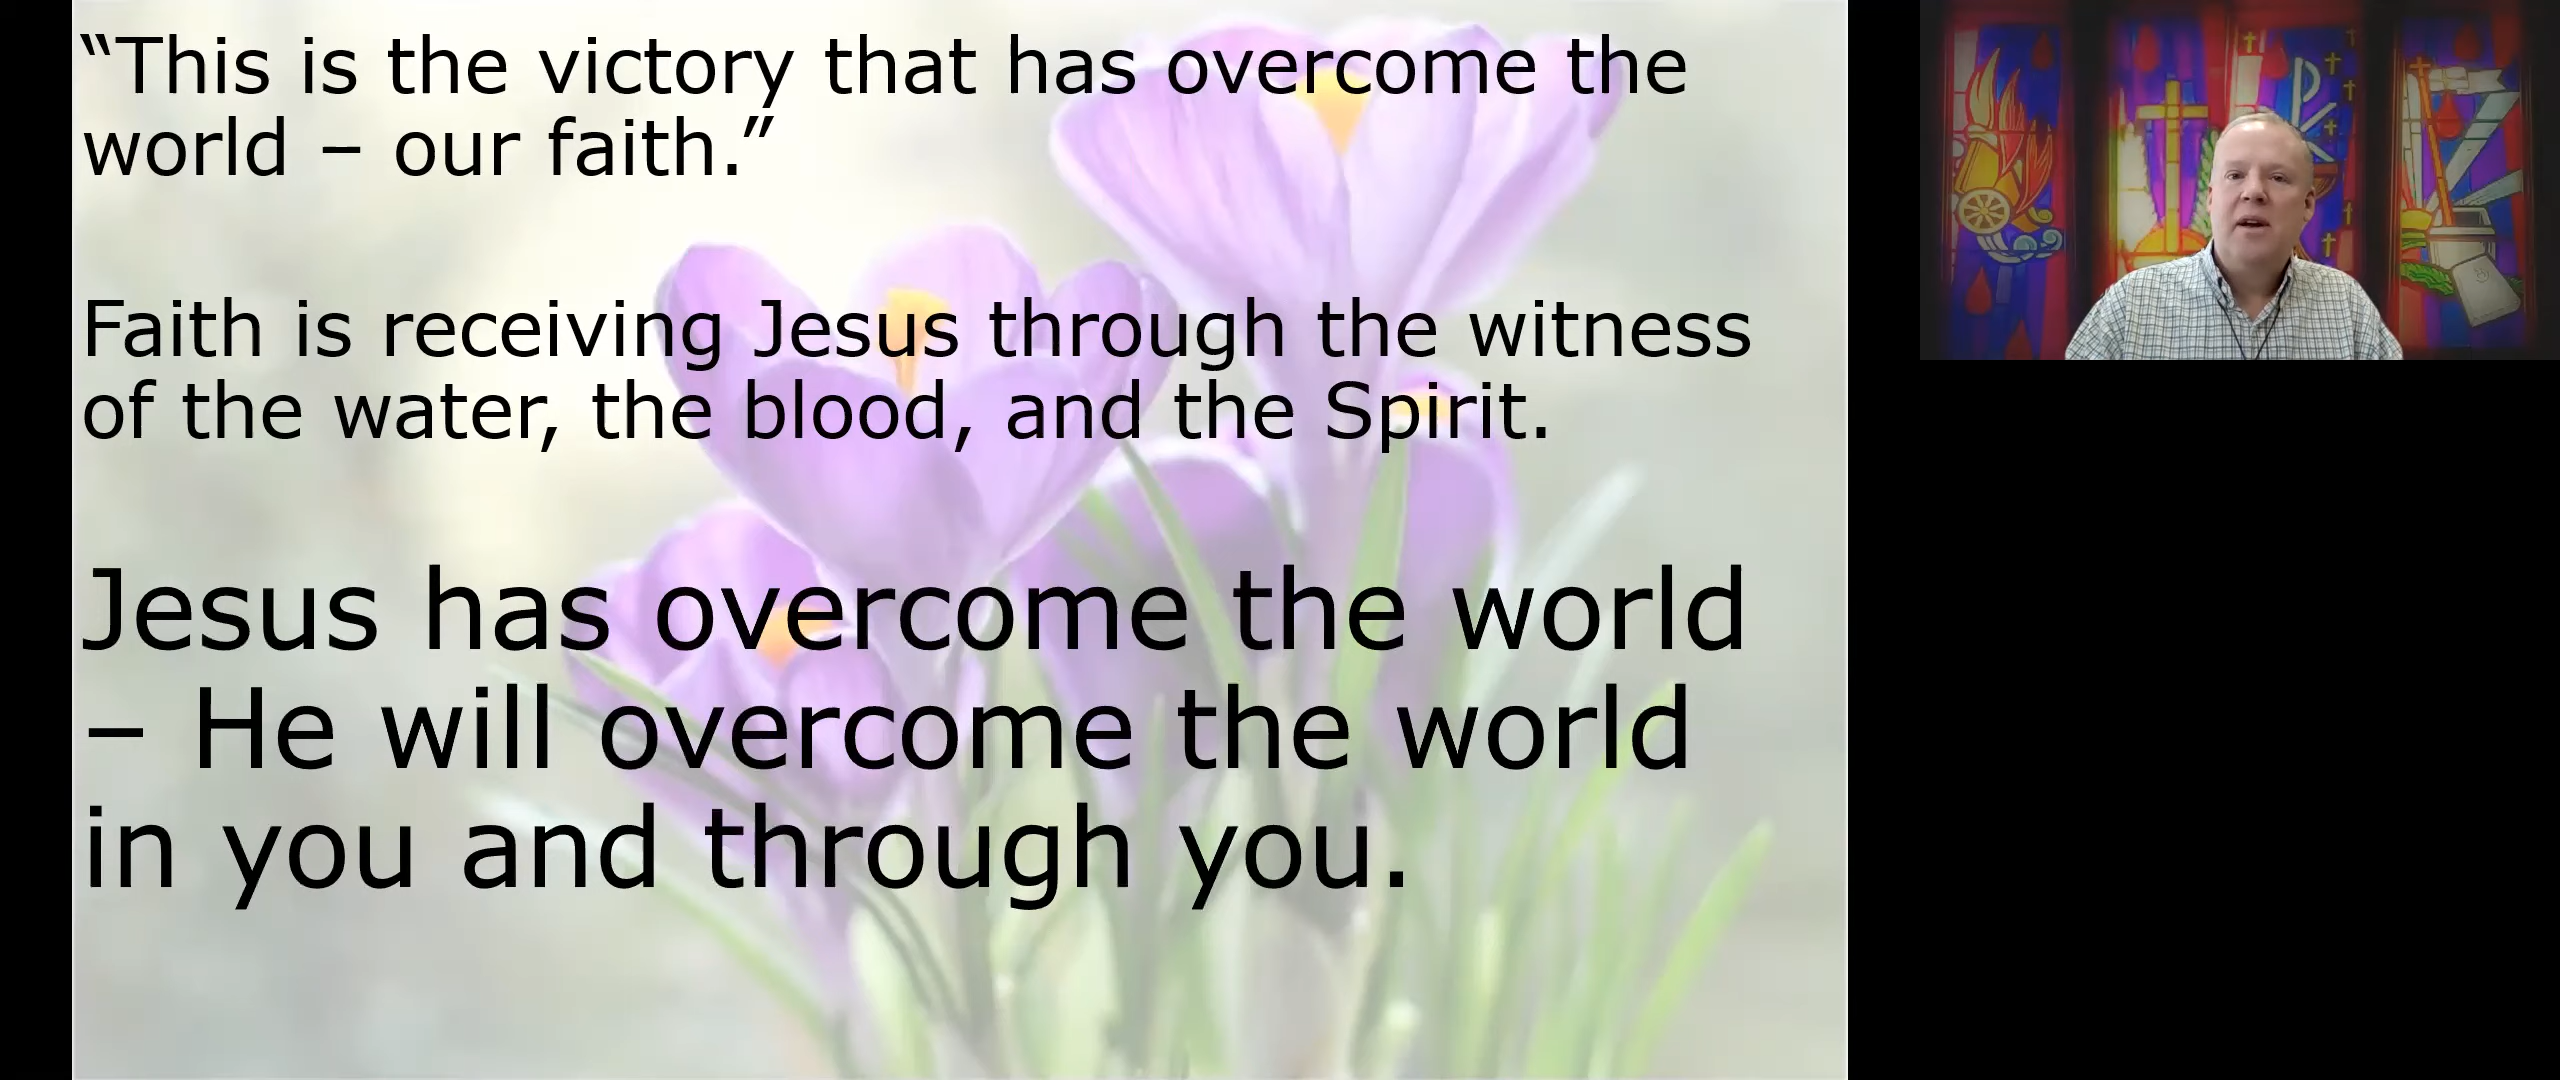 “This is the victory that has overcome the
world – our faith.”
Faith is receiving Jesus through the witness
of the water, the blood, and the Spirit.
Jesus has overcome the world
– He will overcome the world
in you and through you.